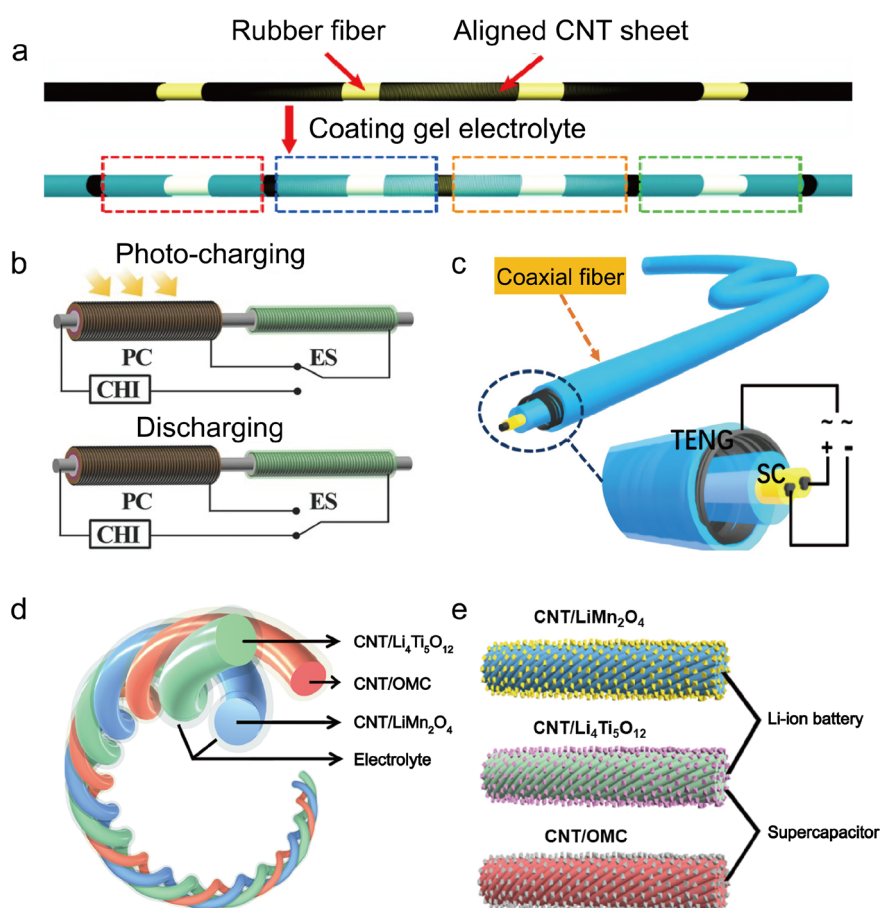 a
Rubber fiber
Aligned CNT sheet
Coating gel electrolyte
b
Photo-charging
PC
ES
CHI
Discharging
PC
ES
CHI
c
Coaxial fiber
TENG
SC
~ ~
+ -
d
CNT/Li₄Ti₅O₁₂
CNT/OMC
CNT/LiMn₂O₄
Electrolyte
e
CNT/LiMn₂O₄
Li-ion battery
CNT/Li₄Ti₅O₁₂
Supercapacitor
CNT/OMC